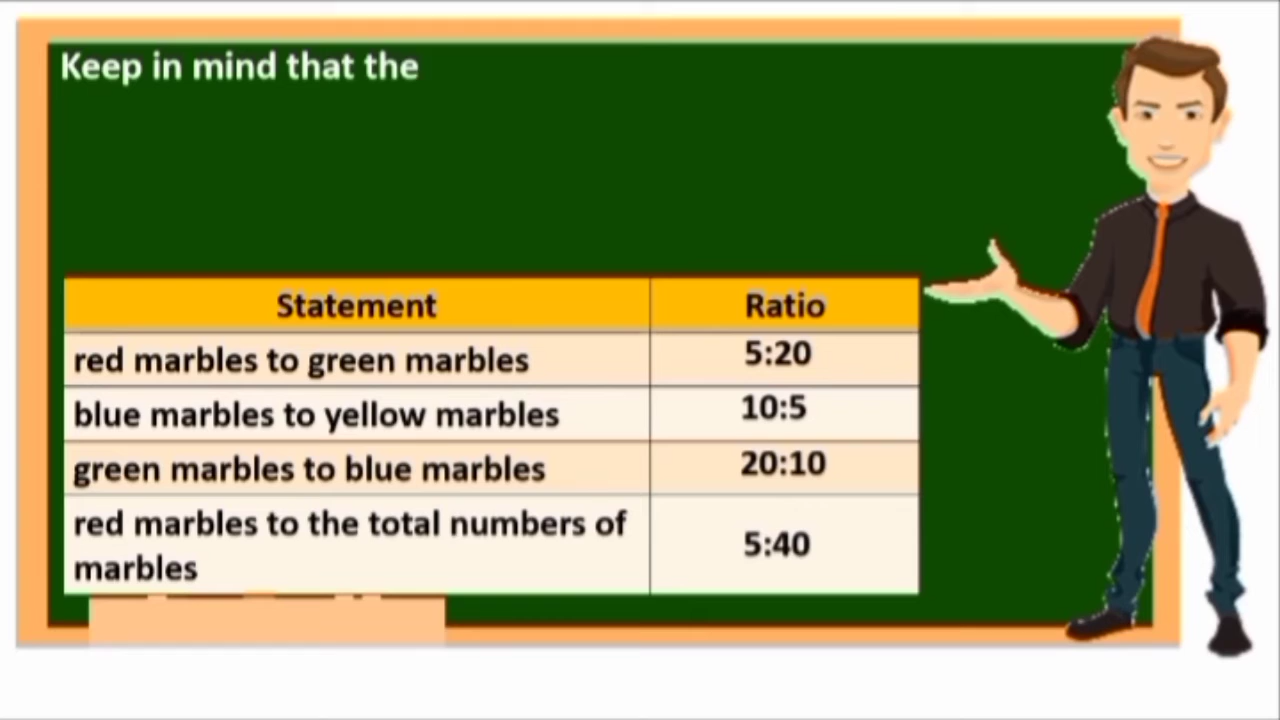 Keep in mind that the
Statement Ratio
red marbles to green marbles 5:20
blue marbles to yellow marbles 10:5
green marbles to blue marbles 20:10
red marbles to the total numbers of
marbles 5:40